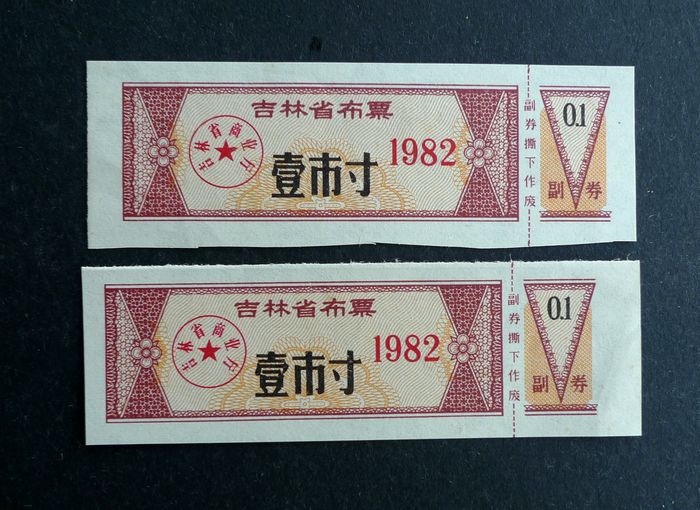 吉林省布票
吉林省商业厅
壹市寸 1982
副券撕下作废
0.1
副 券
吉林省布票
吉林省商业厅
壹市寸 1982
副券撕下作废
0.1
副 券